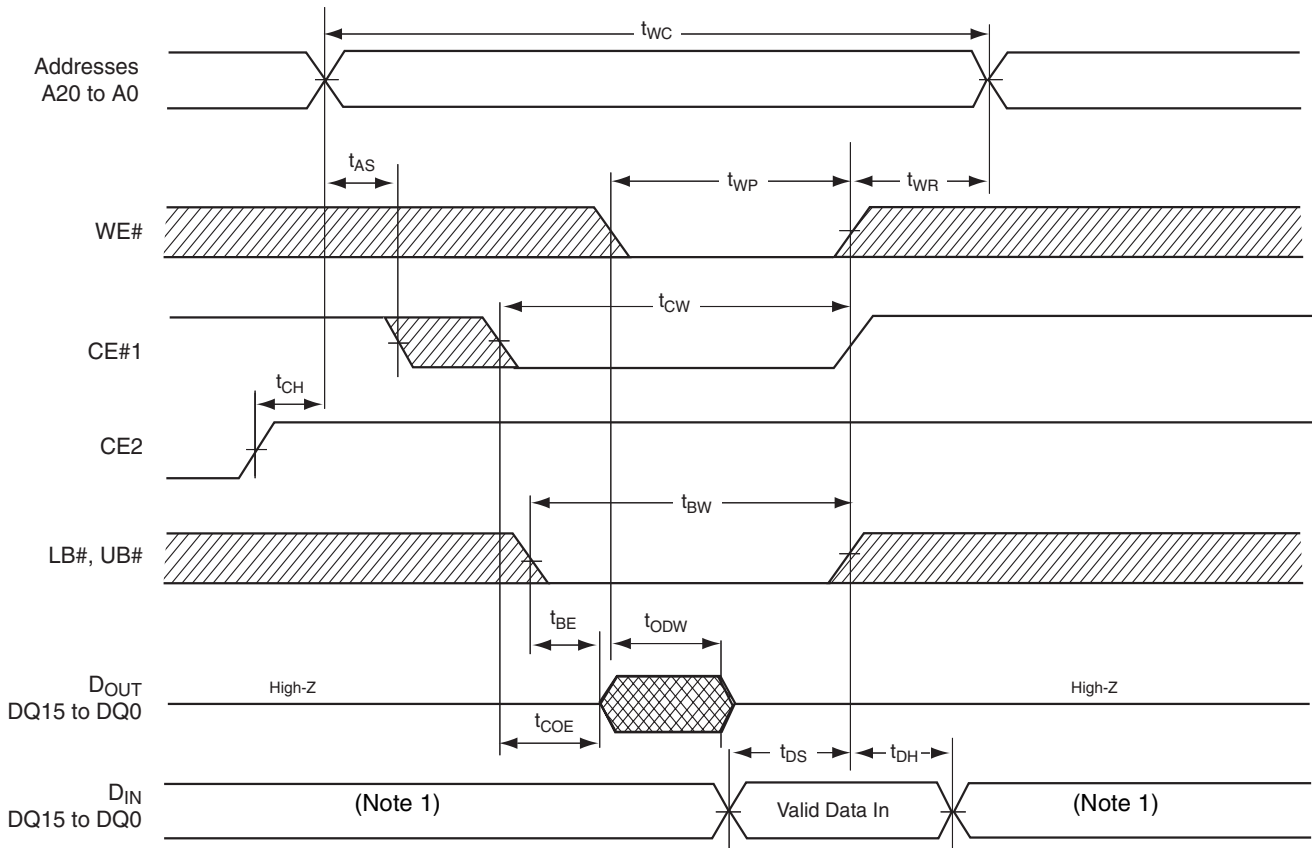 tWC
Addresses
A20 to A0
tAS
tWP
tWR
WE#
tCW
CE#1
tCH
CE2
tBW
LB#, UB#
tBE
tODW
DOUT
DQ15 to DQ0
High-Z
High-Z
tCOE
tDS
tDH
DIN
DQ15 to DQ0
(Note 1)
Valid Data In
(Note 1)